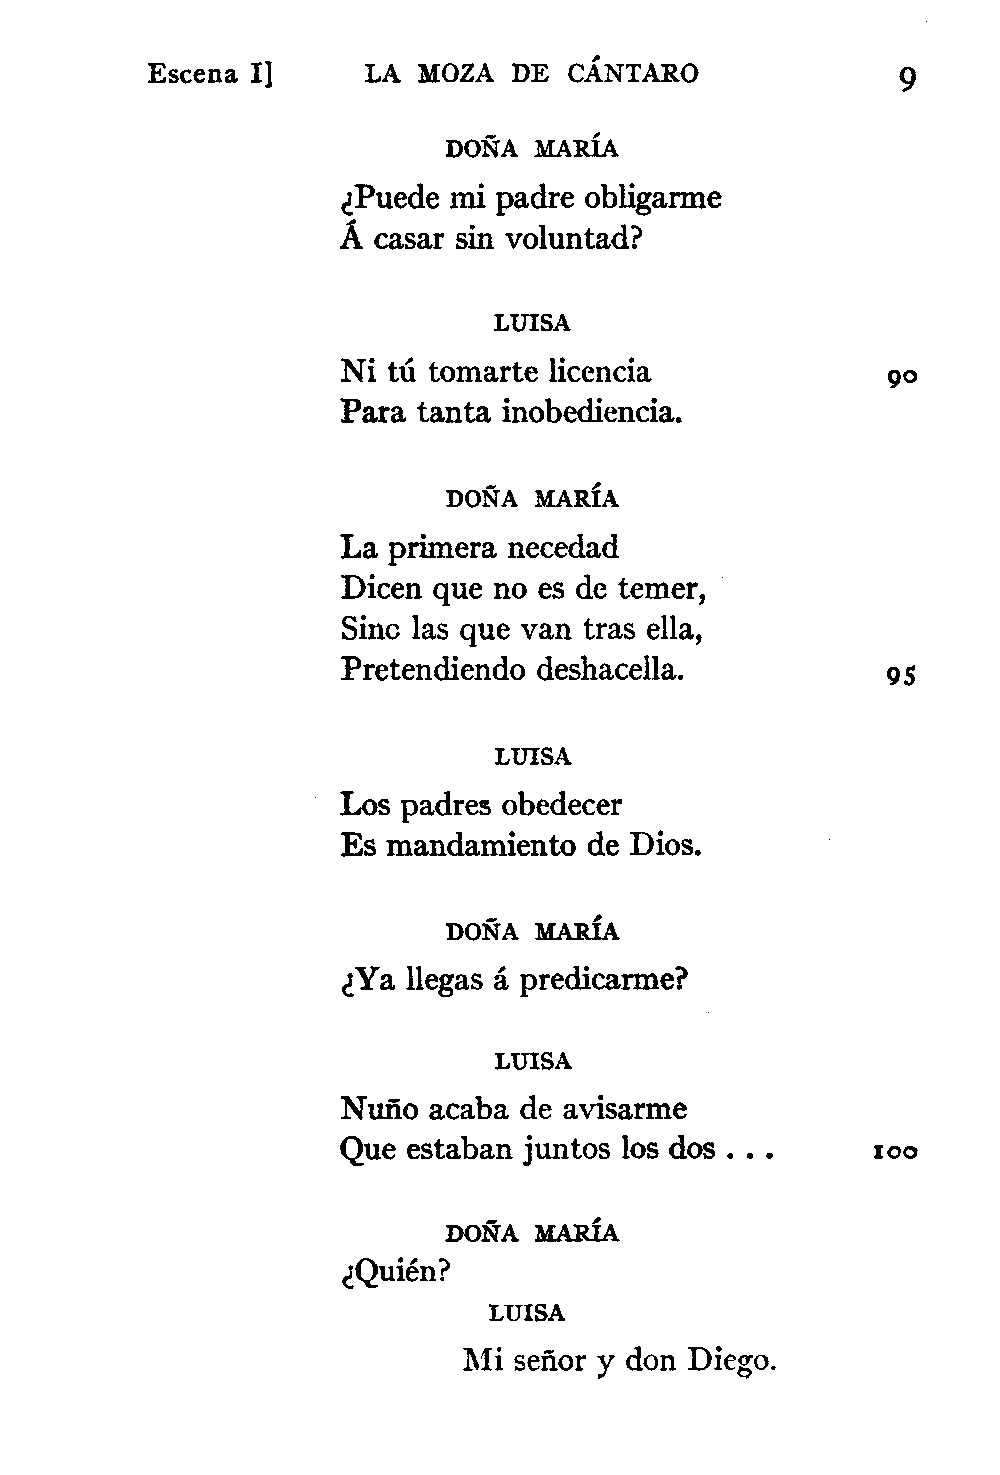 Escena I] LA MOZA DE CÁNTARO 9
DOÑA MARÍA
¿Puede mi padre obligarme
Á casar sin voluntad?
LUISA
Ni tú tomarte licencia 90
Para tanta inobediencia.
DOÑA MARÍA
La primera necedad
Dicen que no es de temer,
Sino las que van tras ella,
Pretendiendo deshacella. 95
LUISA
Los padres obedecer
Es mandamiento de Dios.
DOÑA MARÍA
¿Ya llegas á predicarme?
LUISA
Nuño acaba de avisarme
Que estaban juntos los dos . . . 100
DOÑA MARÍA
¿Quién?
LUISA
Mi señor y don Diego.